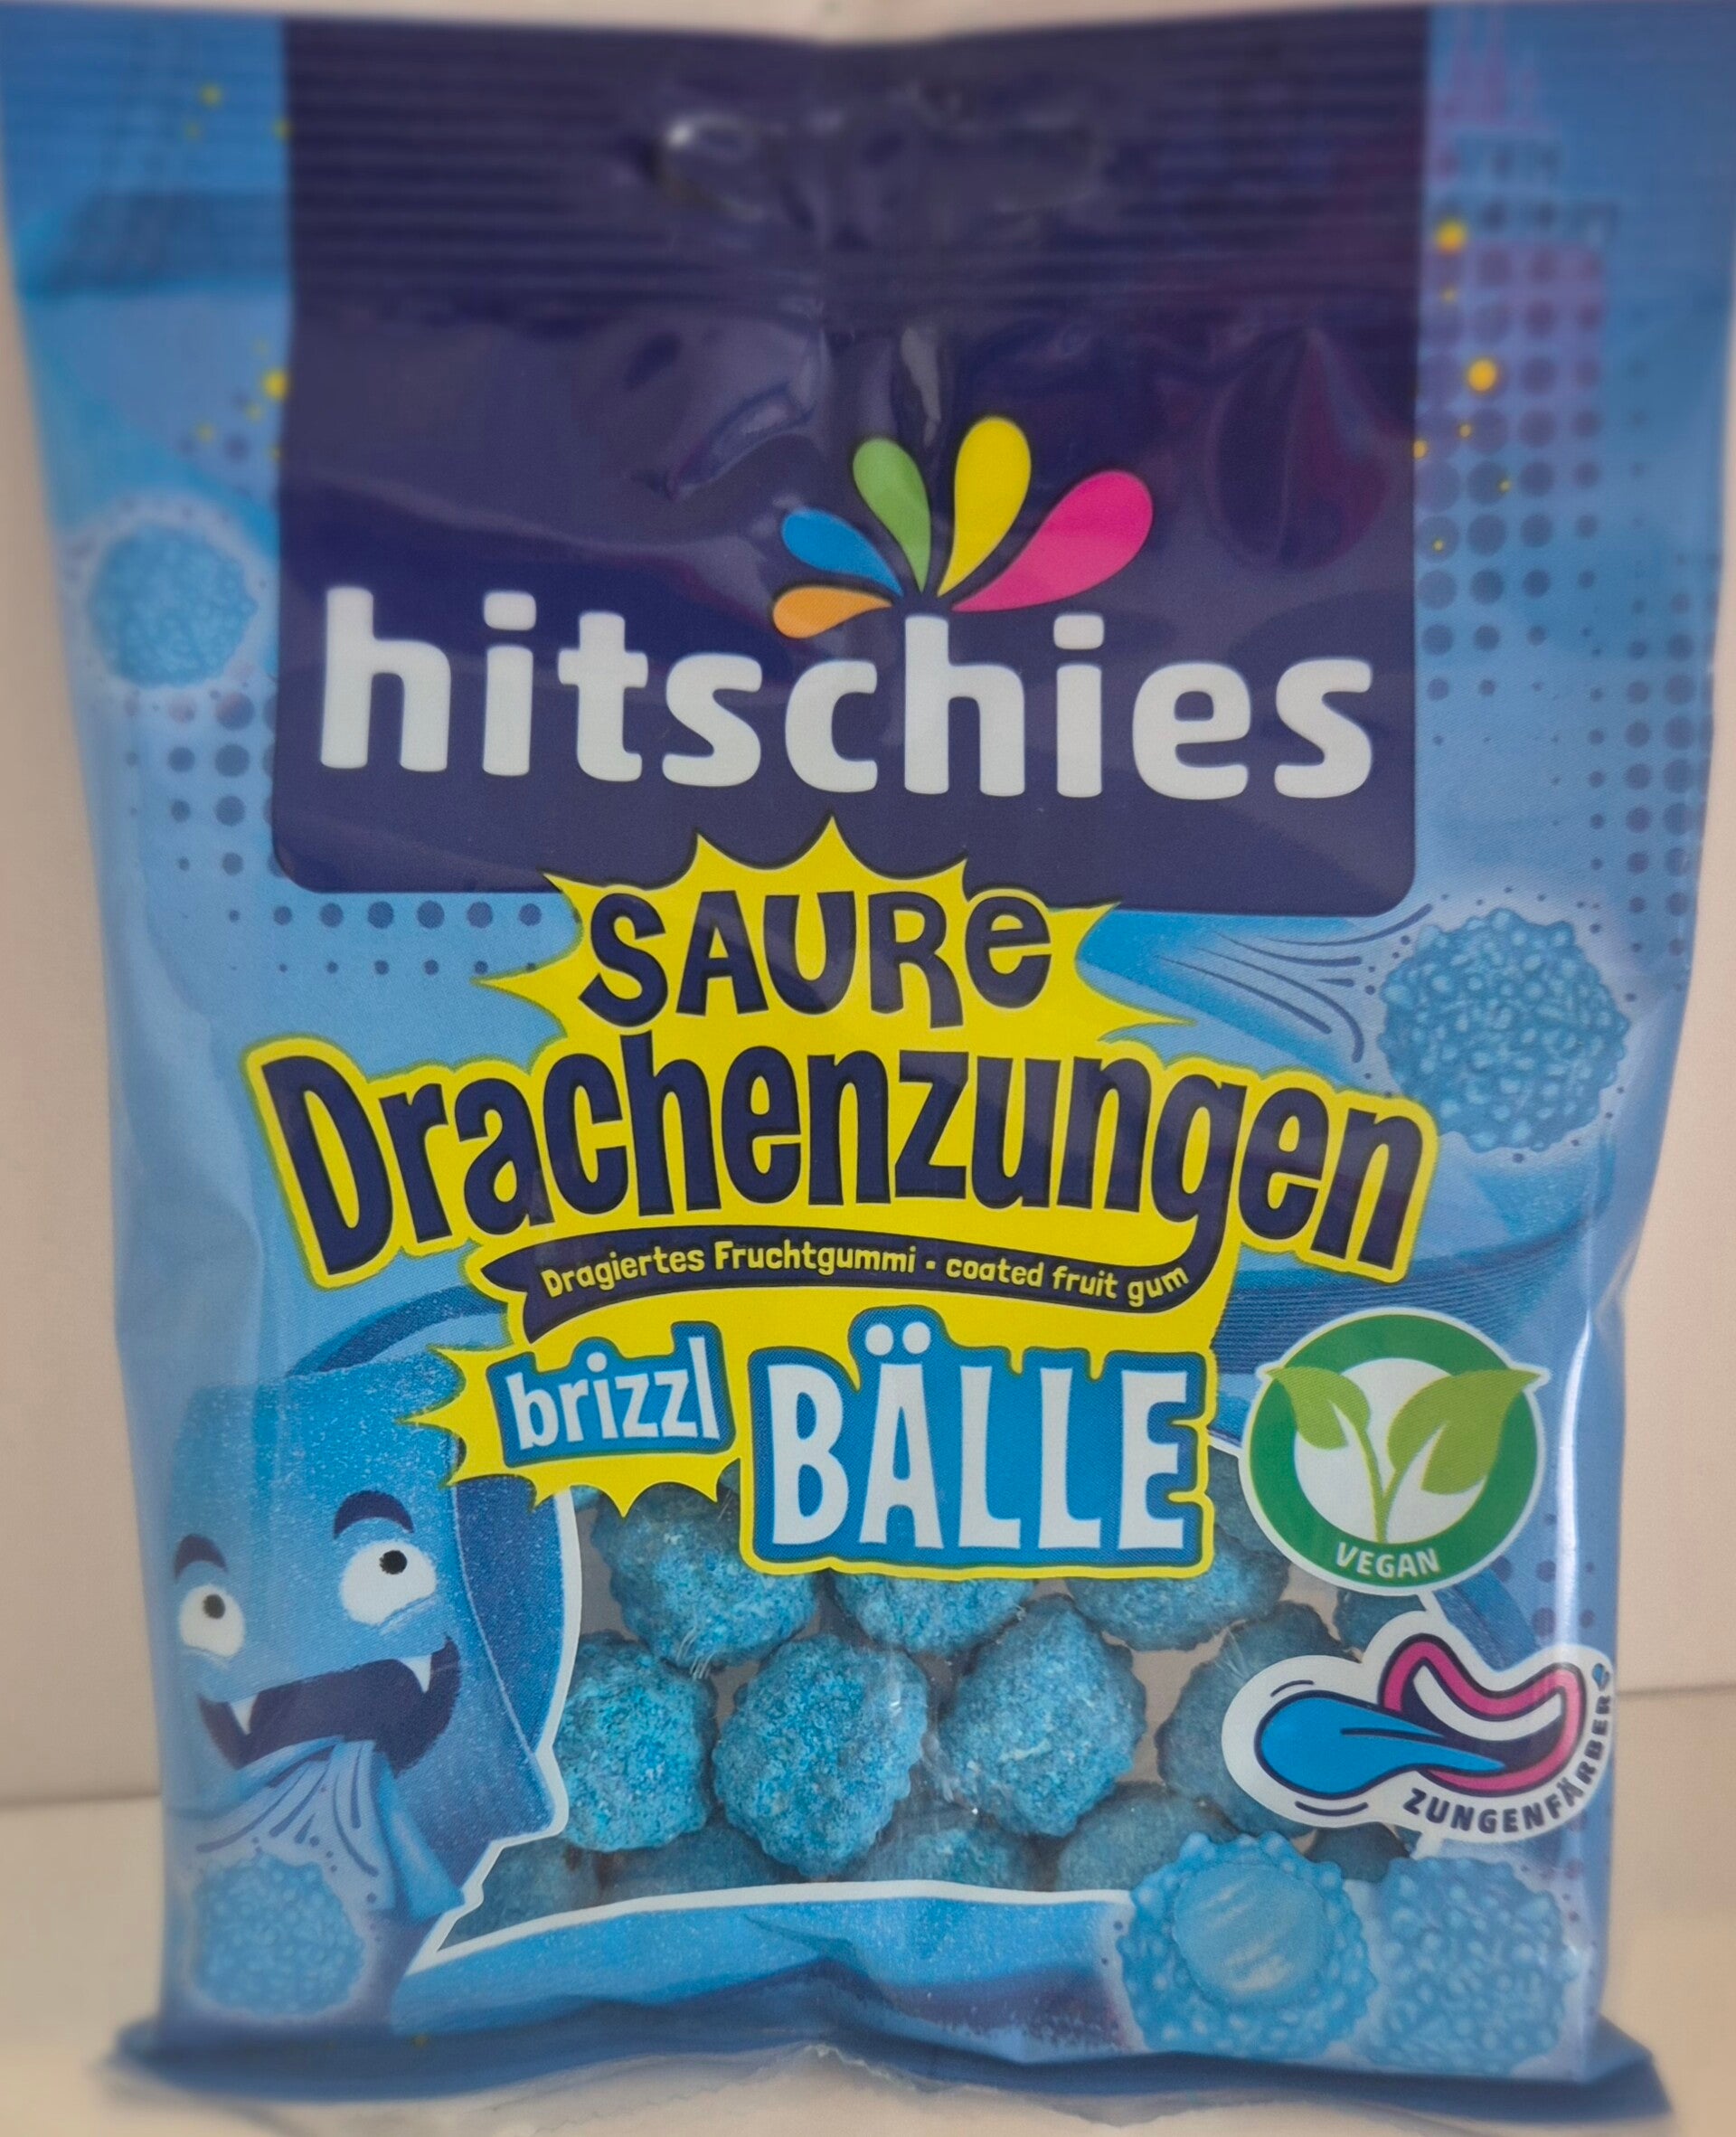 hitschies
SAURe
Drachenzungen
Dragiertes Fruchtgummi · coated fruit gum
brizzl
BÄLLE
VEGAN
ZUNGENFÄRBER